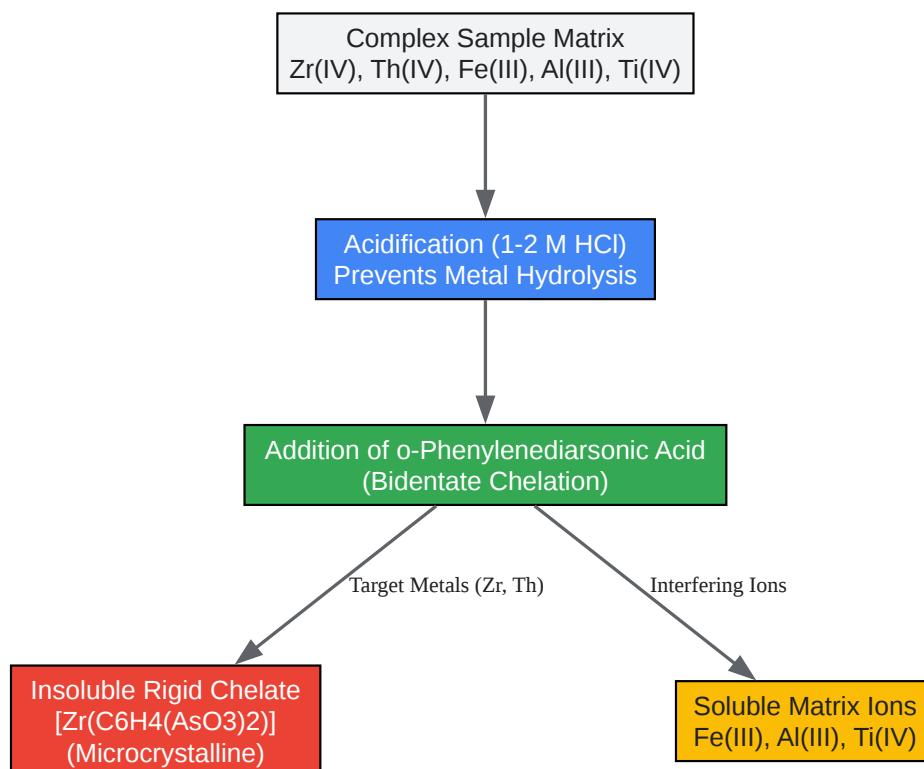 Complex Sample Matrix
Zr(IV), Th(IV), Fe(III), Al(III), Ti(IV)
Acidification (1-2 M HCl)
Prevents Metal Hydrolysis
Addition of o-Phenylenediarsonic Acid
(Bidentate Chelation)
Target Metals (Zr, Th)
Interfering Ions
Insoluble Rigid Chelate
[Zr(C6H4(AsO3)2)]
(Microcrystalline)
Soluble Matrix Ions
Fe(III), Al(III), Ti(IV)